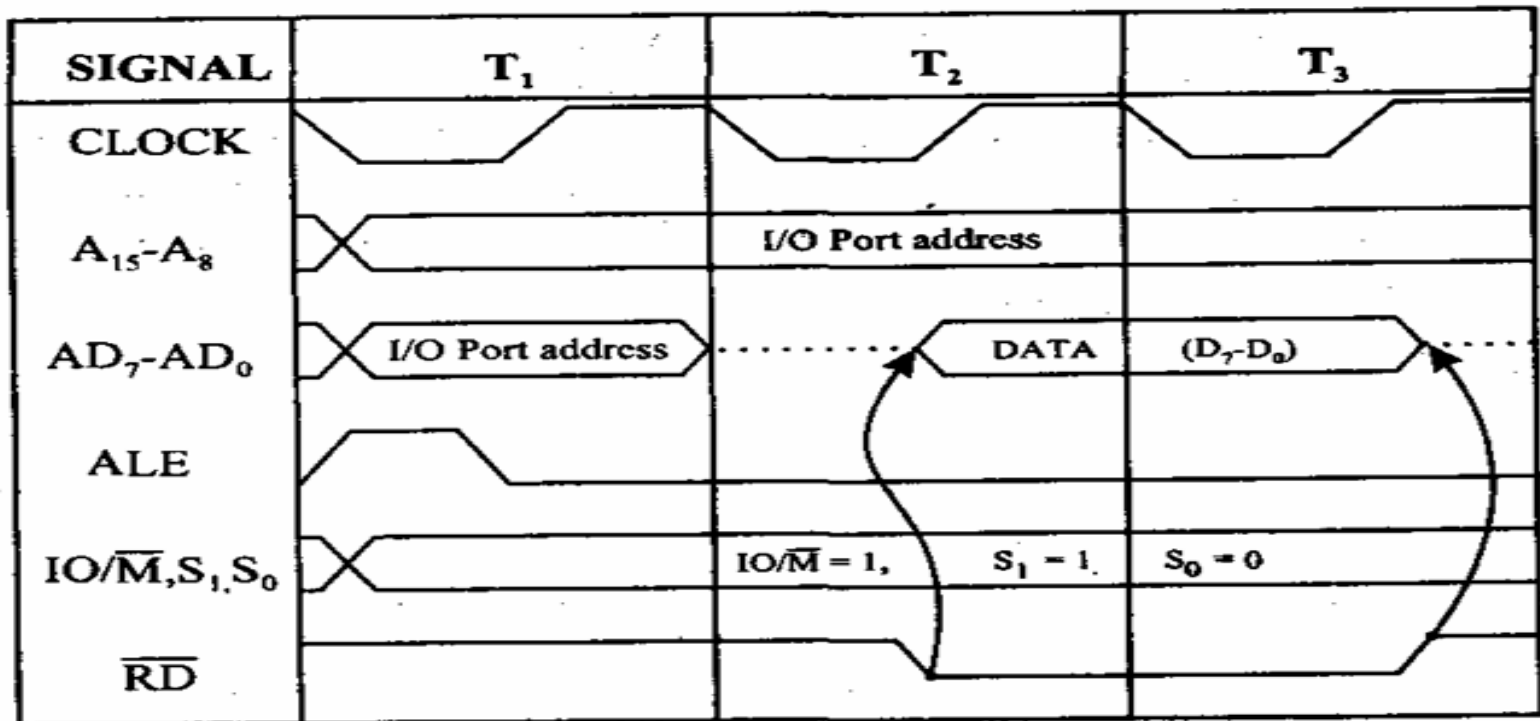 SIGNAL T₁ T₂ T₃
CLOCK
A₁₅-A₈ I/O Port address
AD₇-AD₀ I/O Port address DATA (D₇-D₀)
ALE
IO/M̅,S₁,S₀ IO/M̅ = 1, S₁ = 1 S₀ = 0
R̅D̅